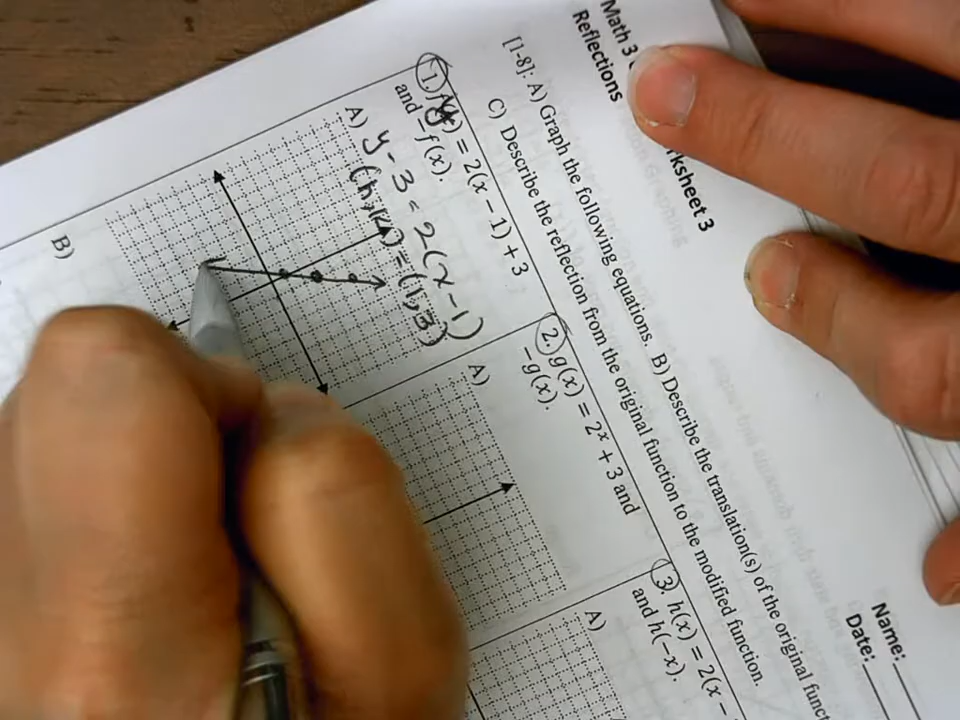 Math 3
ksheet 3
Reflections
Name:
Date:
[1-8]: A) Graph the following equations. B) Describe the translation(s) of the original func
C) Describe the reflection from the original function to the modified function.
1) = 2(x − 1) + 3
and −f(x).
A) y - 3 = 2(x - 1)
(h,k) = (1,3)
B)
2. g(x) = 2ˣ + 3 and
−g(x).
A)
3. h(x) = 2(x −
and h(−x).
A)